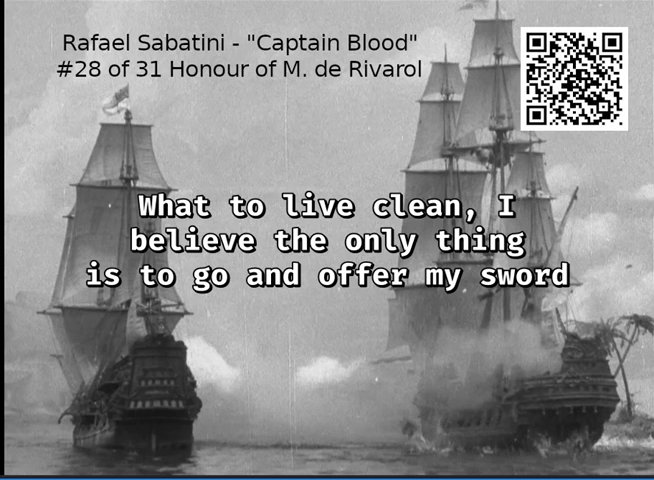 Rafael Sabatini - "Captain Blood"
#28 of 31 Honour of M. de Rivarol
What to live clean, I
believe the only thing
is to go and offer my sword